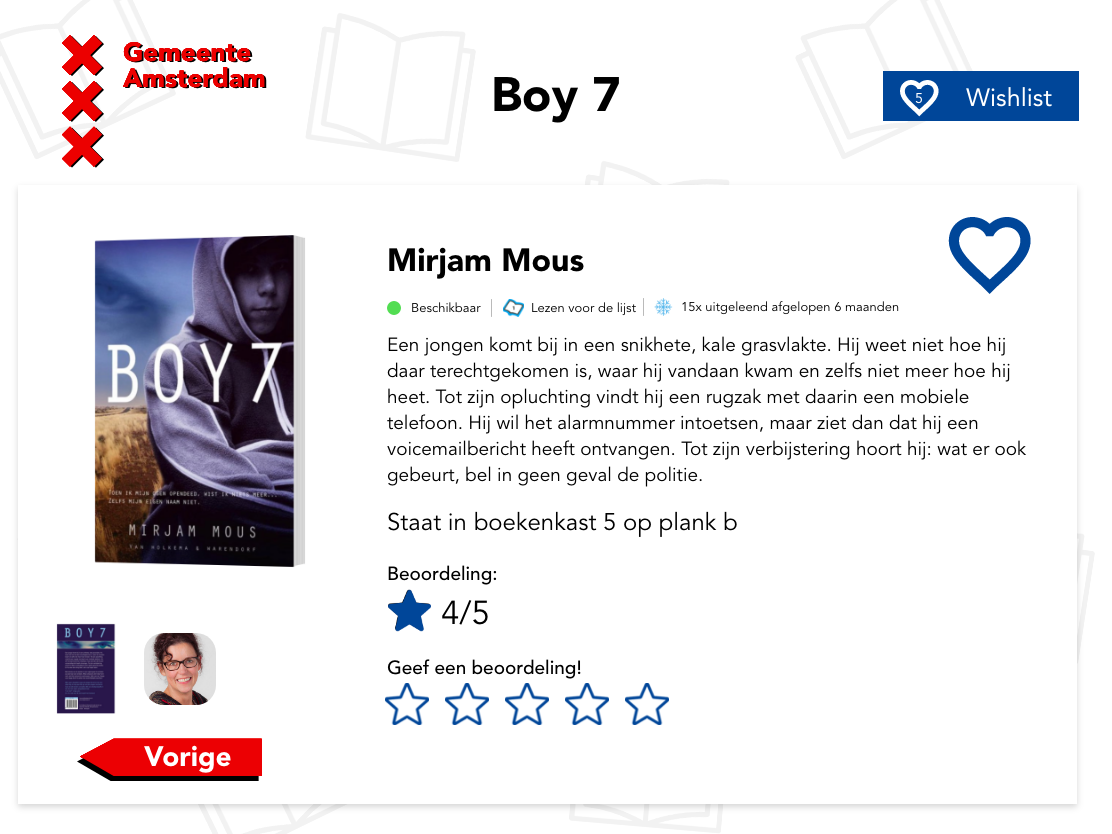 Gemeente
Amsterdam
Boy 7
5
Wishlist
BOY 7
MIRJAM MOUS
VAN HOLKEMA & WARENDORF
BOY 7
Vorige
Mirjam Mous
Beschikbaar
1
Lezen voor de lijst
15x uitgeleend afgelopen 6 maanden
Een jongen komt bij in een snikhete, kale grasvlakte. Hij weet niet hoe hij
daar terechtgekomen is, waar hij vandaan kwam en zelfs niet meer hoe hij
heet. Tot zijn opluchting vindt hij een rugzak met daarin een mobiele
telefoon. Hij wil het alarmnummer intoetsen, maar ziet dan dat hij een
voicemailbericht heeft ontvangen. Tot zijn verbijstering hoort hij: wat er ook
gebeurt, bel in geen geval de politie.
Staat in boekenkast 5 op plank b
Beoordeling:
4/5
Geef een beoordeling!